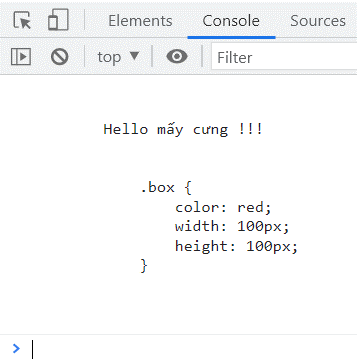 Elements Console Sources
top ▼ Filter
Hello mấy cưng !!!
.box {
color: red;
width: 100px;
height: 100px;
}
>